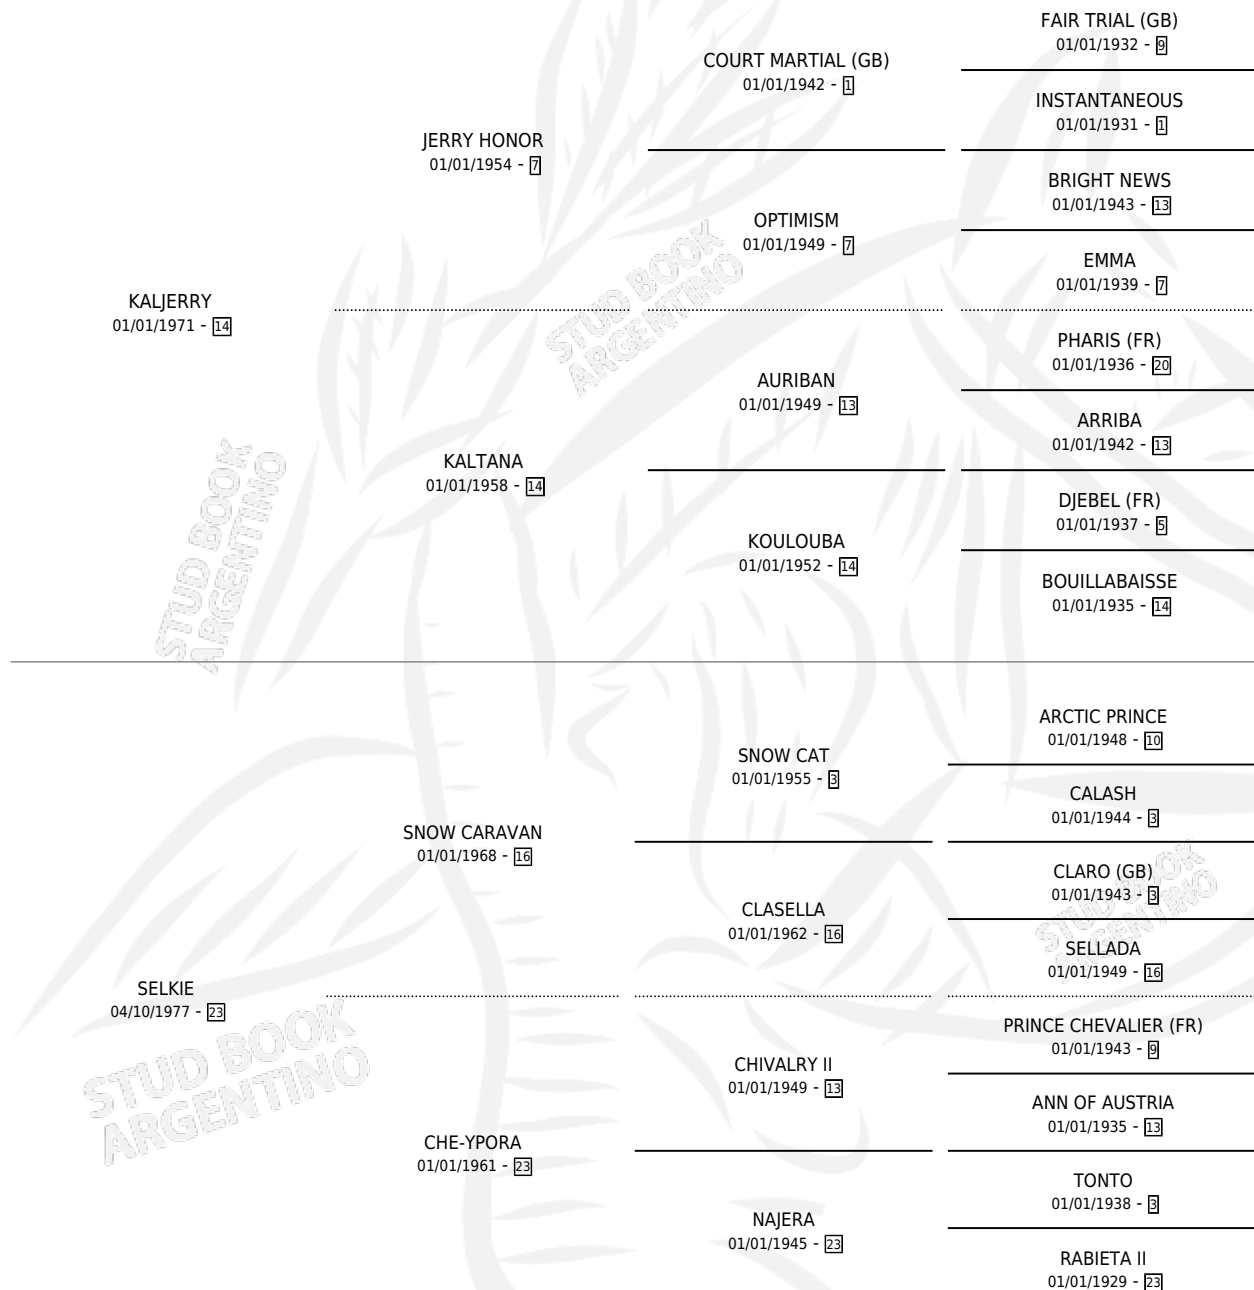 FAIR TRIAL (GB)
01/01/1932 - 9
COURT MARTIAL (GB)
01/01/1942 - 1
INSTANTANEOUS
01/01/1931 - 1
JERRY HONOR
01/01/1954 - 7
BRIGHT NEWS
01/01/1943 - 13
OPTIMISM
01/01/1949 - 7
EMMA
01/01/1939 - 7
KALJERRY
01/01/1971 - 14
PHARIS (FR)
01/01/1936 - 20
AURIBAN
01/01/1949 - 13
ARRIBA
01/01/1942 - 13
KALTANA
01/01/1958 - 14
DJEBEL (FR)
01/01/1937 - 5
KOULOUBA
01/01/1952 - 14
BOUILLABAISSE
01/01/1935 - 14
STUD BOOK
ARGENTINO
STUD BOOK
ARGENTINO
ARCTIC PRINCE
01/01/1948 - 10
SNOW CAT
01/01/1955 - 3
CALASH
01/01/1944 - 3
SNOW CARAVAN
01/01/1968 - 16
CLARO (GB)
01/01/1943 - 3
CLASELLA
01/01/1962 - 16
SELLADA
01/01/1949 - 16
SELKIE
04/10/1977 - 23
PRINCE CHEVALIER (FR)
01/01/1943 - 9
CHIVALRY II
01/01/1949 - 13
ANN OF AUSTRIA
01/01/1935 - 13
CHE-YPORA
01/01/1961 - 23
TONTO
01/01/1938 - 3
NAJERA
01/01/1945 - 23
RABIETA II
01/01/1929 - 23
STUD BOOK
ARGENTINO
STUD BOOK
ARGENTINO